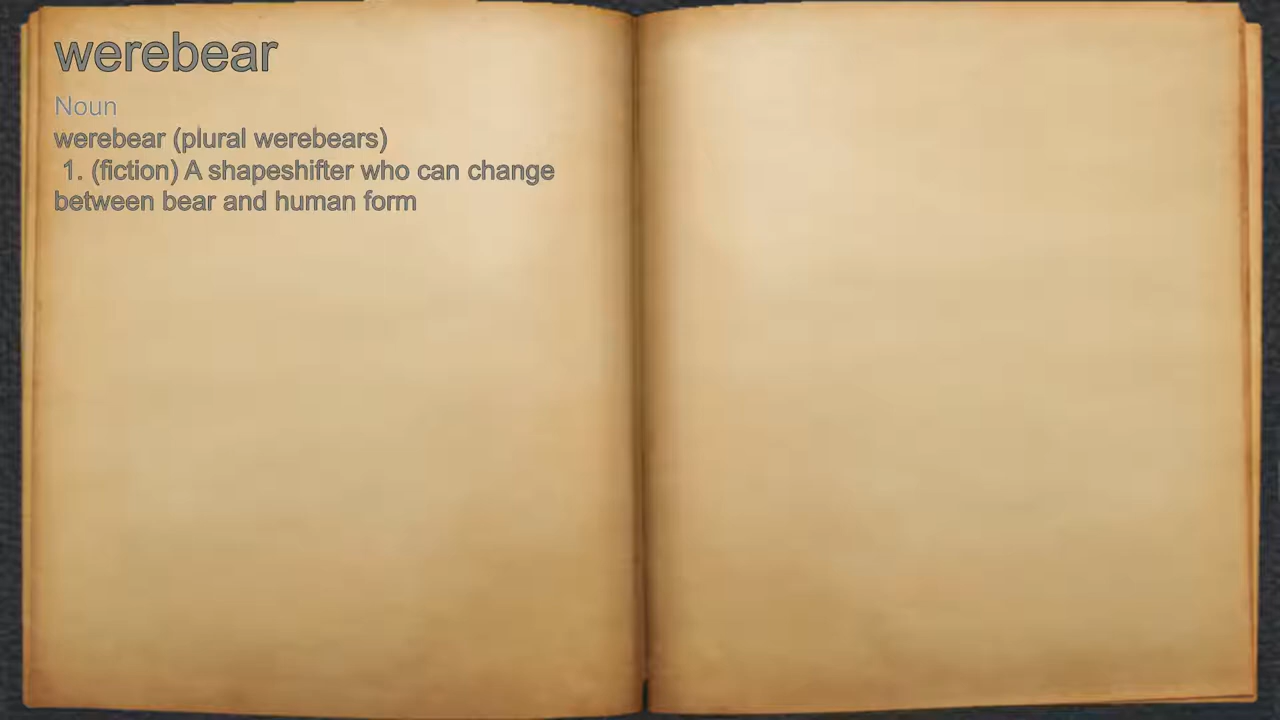 werebear
Noun
werebear (plural werebears)
1. (fiction) A shapeshifter who can change
between bear and human form